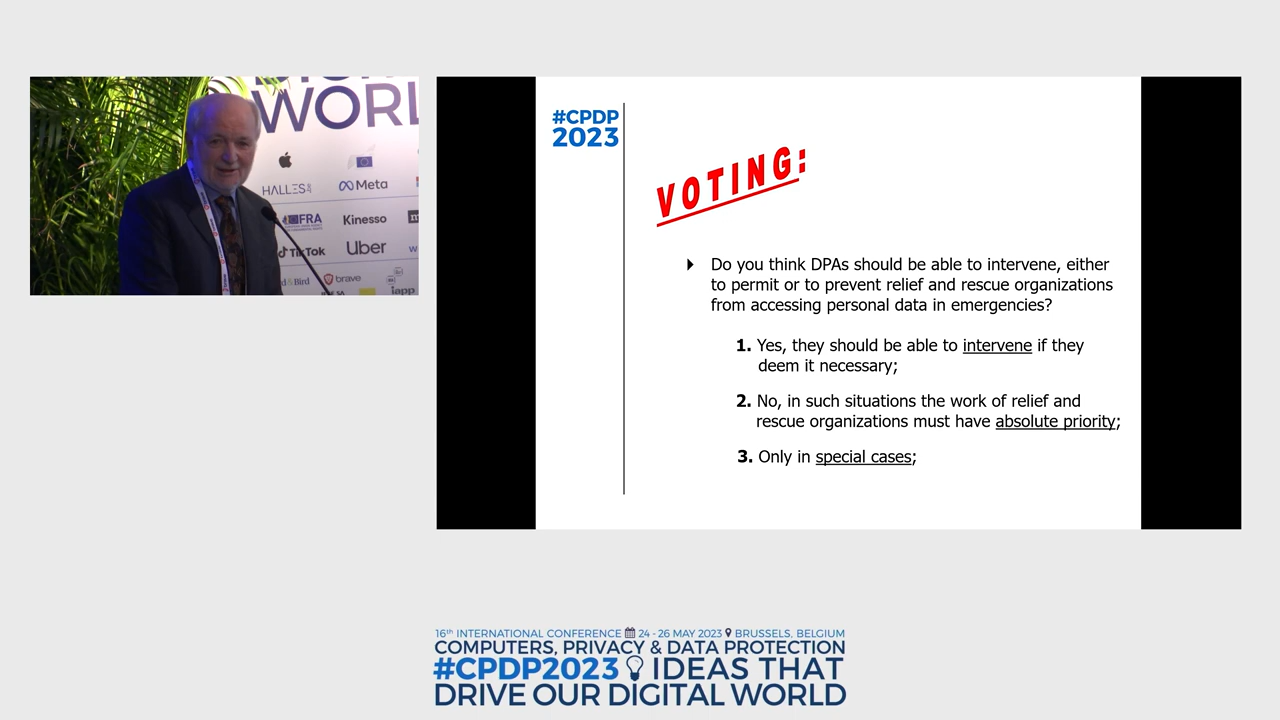 WORL
HALLES
Meta
FRA
Kinesso
TikTok
Uber
d & Bird
brave
iapp
#CPDP
2023
VOTING:
Do you think DPAs should be able to intervene, either
to permit or to prevent relief and rescue organizations
from accessing personal data in emergencies?
1. Yes, they should be able to intervene if they
deem it necessary;
2. No, in such situations the work of relief and
rescue organizations must have absolute priority;
3. Only in special cases;
16th INTERNATIONAL CONFERENCE 24 - 26 MAY 2023 BRUSSELS, BELGIUM
COMPUTERS, PRIVACY & DATA PROTECTION
#CPDP2023 IDEAS THAT
DRIVE OUR DIGITAL WORLD